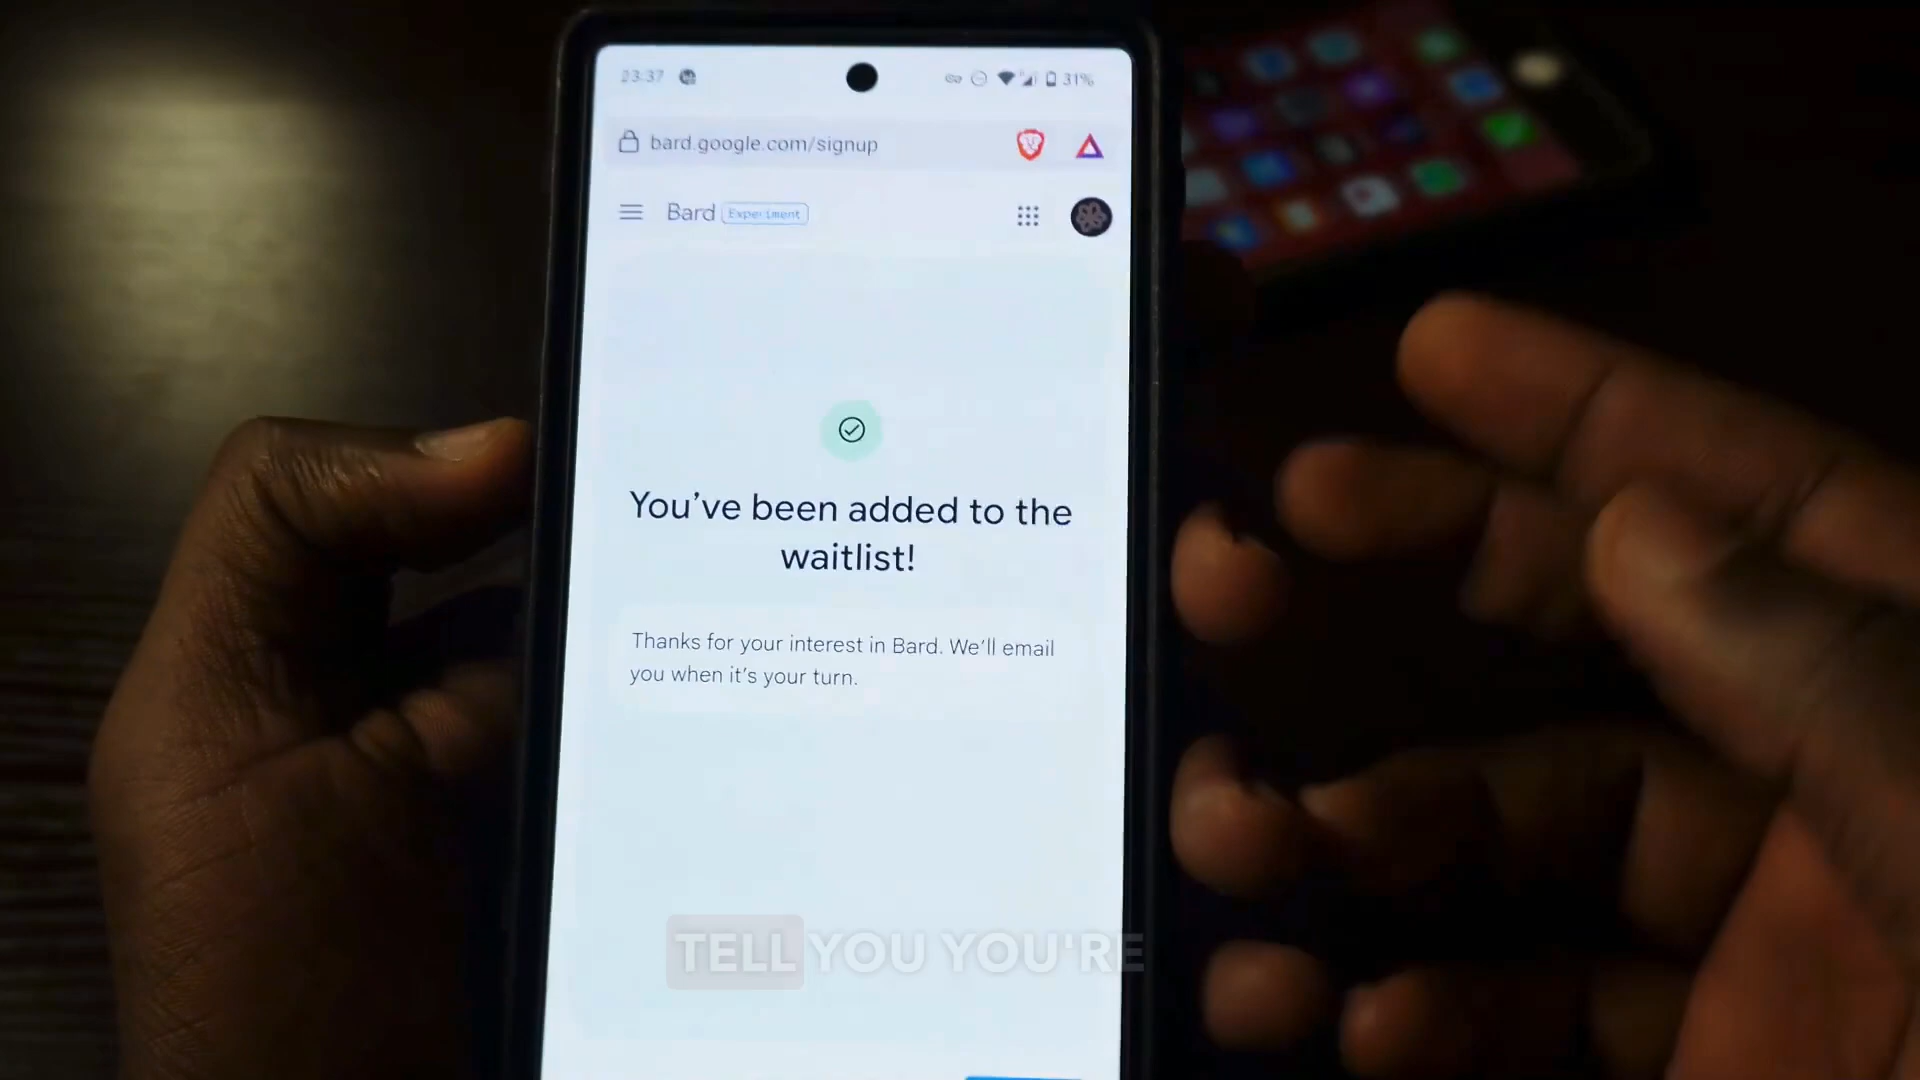 23:37
31%
bard.google.com/signup
Bard Experiment
You've been added to the
waitlist!
Thanks for your interest in Bard. We'll email
you when it's your turn.
TELL YOU YOU'RE